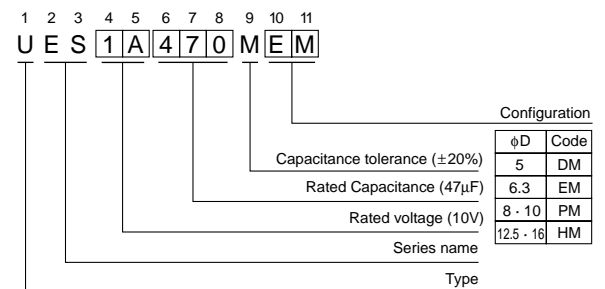 1 2 3 4 5 6 7 8 9 10 11
U E S 1 A 4 7 0 M E M
Configuration
φD Code
5 DM
6.3 EM
8 · 10 PM
12.5 · 16 HM
Capacitance tolerance (±20%)
Rated Capacitance (47μF)
Rated voltage (10V)
Series name
Type